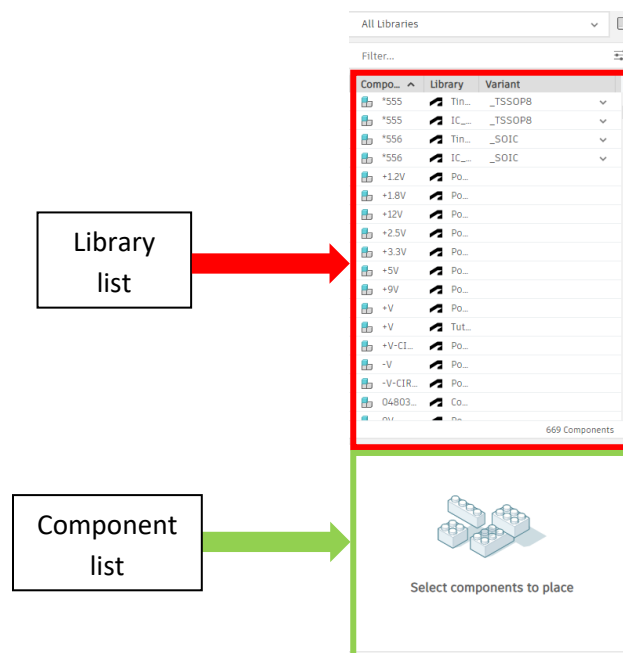 All Libraries
Filter...
Compo... Library Variant
*555 Tin... _TSSOP8
*555 IC_... _TSSOP8
*556 Tin... _SOIC
*556 IC_... _SOIC
+1.2V Po...
+1.8V Po...
+12V Po...
+2.5V Po...
+3.3V Po...
+5V Po...
+9V Po...
+V Po...
+V Tut...
+V-CI... Po...
-V Po...
-V-CIR... Po...
04803... Co...
669 Components
Library
list
Component
list
Select components to place